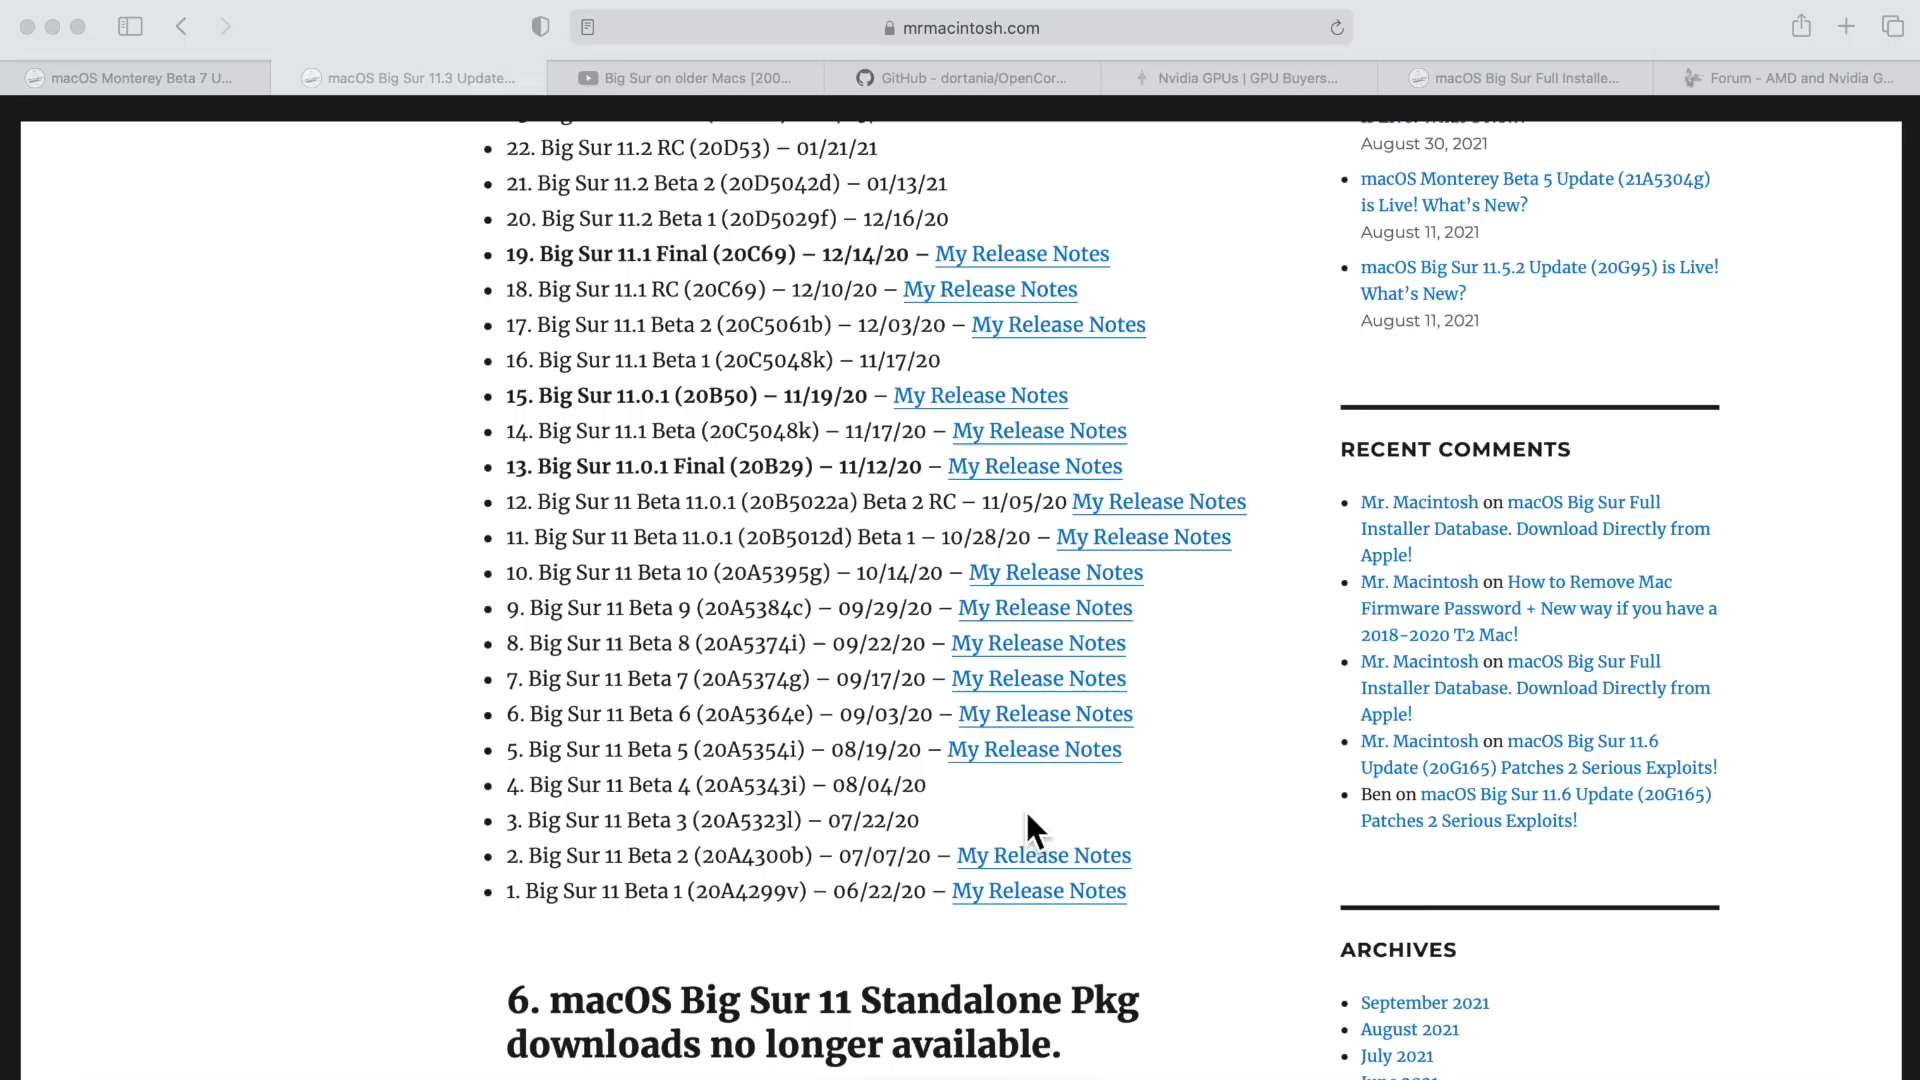 mrmacintosh.com
macOS Monterey Beta 7 U...
macOS Big Sur 11.3 Update...
Big Sur on older Macs [200...
GitHub - dortania/OpenCor...
Nvidia GPUs | GPU Buyers...
macOS Big Sur Full Installe...
Forum - AMD and Nvidia G...
22. Big Sur 11.2 RC (20D53) – 01/21/21
21. Big Sur 11.2 Beta 2 (20D5042d) – 01/13/21
20. Big Sur 11.2 Beta 1 (20D5029f) – 12/16/20
19. Big Sur 11.1 Final (20C69) – 12/14/20 – My Release Notes
18. Big Sur 11.1 RC (20C69) – 12/10/20 – My Release Notes
17. Big Sur 11.1 Beta 2 (20C5061b) – 12/03/20 – My Release Notes
16. Big Sur 11.1 Beta 1 (20C5048k) – 11/17/20
15. Big Sur 11.0.1 (20B50) – 11/19/20 – My Release Notes
14. Big Sur 11.1 Beta (20C5048k) – 11/17/20 – My Release Notes
13. Big Sur 11.0.1 Final (20B29) – 11/12/20 – My Release Notes
12. Big Sur 11 Beta 11.0.1 (20B5022a) Beta 2 RC – 11/05/20 My Release Notes
11. Big Sur 11 Beta 11.0.1 (20B5012d) Beta 1 – 10/28/20 – My Release Notes
10. Big Sur 11 Beta 10 (20A5395g) – 10/14/20 – My Release Notes
9. Big Sur 11 Beta 9 (20A5384c) – 09/29/20 – My Release Notes
8. Big Sur 11 Beta 8 (20A5374i) – 09/22/20 – My Release Notes
7. Big Sur 11 Beta 7 (20A5374g) – 09/17/20 – My Release Notes
6. Big Sur 11 Beta 6 (20A5364e) – 09/03/20 – My Release Notes
5. Big Sur 11 Beta 5 (20A5354i) – 08/19/20 – My Release Notes
4. Big Sur 11 Beta 4 (20A5343i) – 08/04/20
3. Big Sur 11 Beta 3 (20A5323l) – 07/22/20
2. Big Sur 11 Beta 2 (20A4300b) – 07/07/20 – My Release Notes
1. Big Sur 11 Beta 1 (20A4299v) – 06/22/20 – My Release Notes
6. macOS Big Sur 11 Standalone Pkg
downloads no longer available.
August 30, 2021
macOS Monterey Beta 5 Update (21A5304g)
is Live! What's New?
August 11, 2021
macOS Big Sur 11.5.2 Update (20G95) is Live!
What's New?
August 11, 2021
RECENT COMMENTS
Mr. Macintosh on macOS Big Sur Full
Installer Database. Download Directly from
Apple!
Mr. Macintosh on How to Remove Mac
Firmware Password + New way if you have a
2018-2020 T2 Mac!
Mr. Macintosh on macOS Big Sur Full
Installer Database. Download Directly from
Apple!
Mr. Macintosh on macOS Big Sur 11.6
Update (20G165) Patches 2 Serious Exploits!
Ben on macOS Big Sur 11.6 Update (20G165)
Patches 2 Serious Exploits!
ARCHIVES
September 2021
August 2021
July 2021